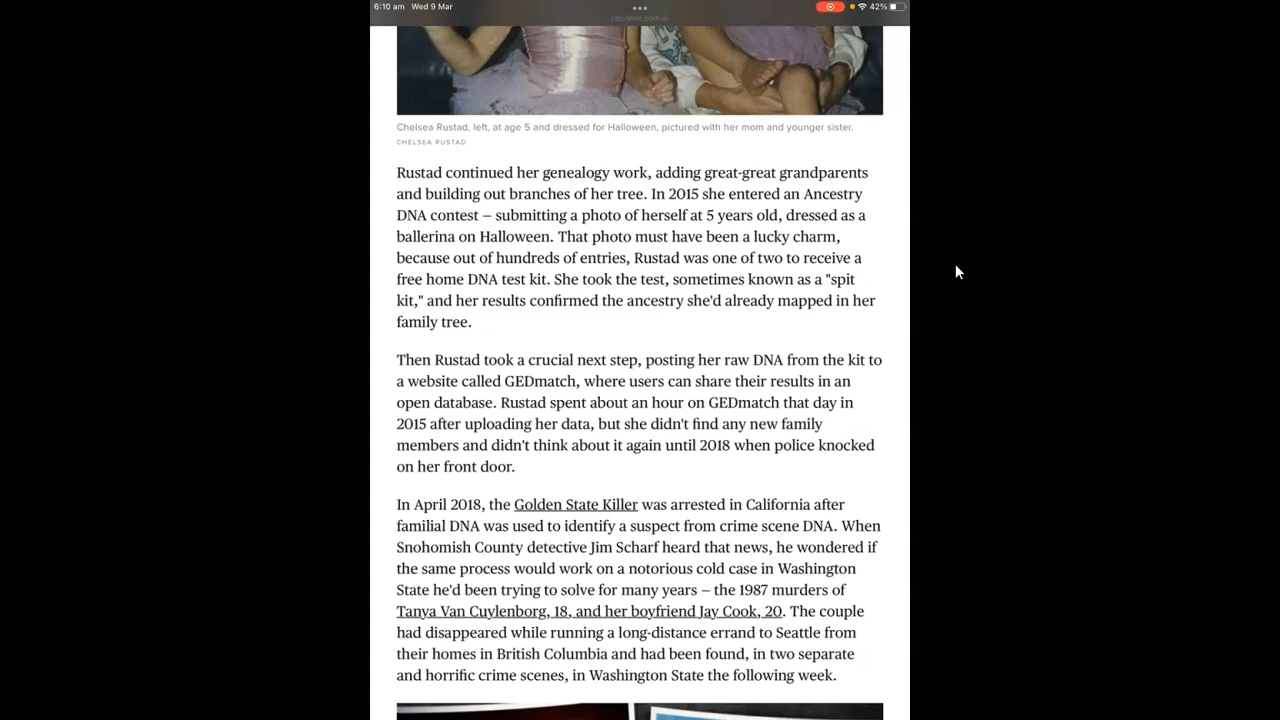 6:10 am Wed 9 Mar
42%
cbsnews.com
Chelsea Rustad, left, at age 5 and dressed for Halloween, pictured with her mom and younger sister.
CHELSEA RUSTAD
Rustad continued her genealogy work, adding great-great grandparents
and building out branches of her tree. In 2015 she entered an Ancestry
DNA contest – submitting a photo of herself at 5 years old, dressed as a
ballerina on Halloween. That photo must have been a lucky charm,
because out of hundreds of entries, Rustad was one of two to receive a
free home DNA test kit. She took the test, sometimes known as a "spit
kit," and her results confirmed the ancestry she'd already mapped in her
family tree.
Then Rustad took a crucial next step, posting her raw DNA from the kit to
a website called GEDmatch, where users can share their results in an
open database. Rustad spent about an hour on GEDmatch that day in
2015 after uploading her data, but she didn't find any new family
members and didn't think about it again until 2018 when police knocked
on her front door.
In April 2018, the Golden State Killer was arrested in California after
familial DNA was used to identify a suspect from crime scene DNA. When
Snohomish County detective Jim Scharf heard that news, he wondered if
the same process would work on a notorious cold case in Washington
State he'd been trying to solve for many years – the 1987 murders of
Tanya Van Cuylenborg, 18, and her boyfriend Jay Cook, 20. The couple
had disappeared while running a long-distance errand to Seattle from
their homes in British Columbia and had been found, in two separate
and horrific crime scenes, in Washington State the following week.